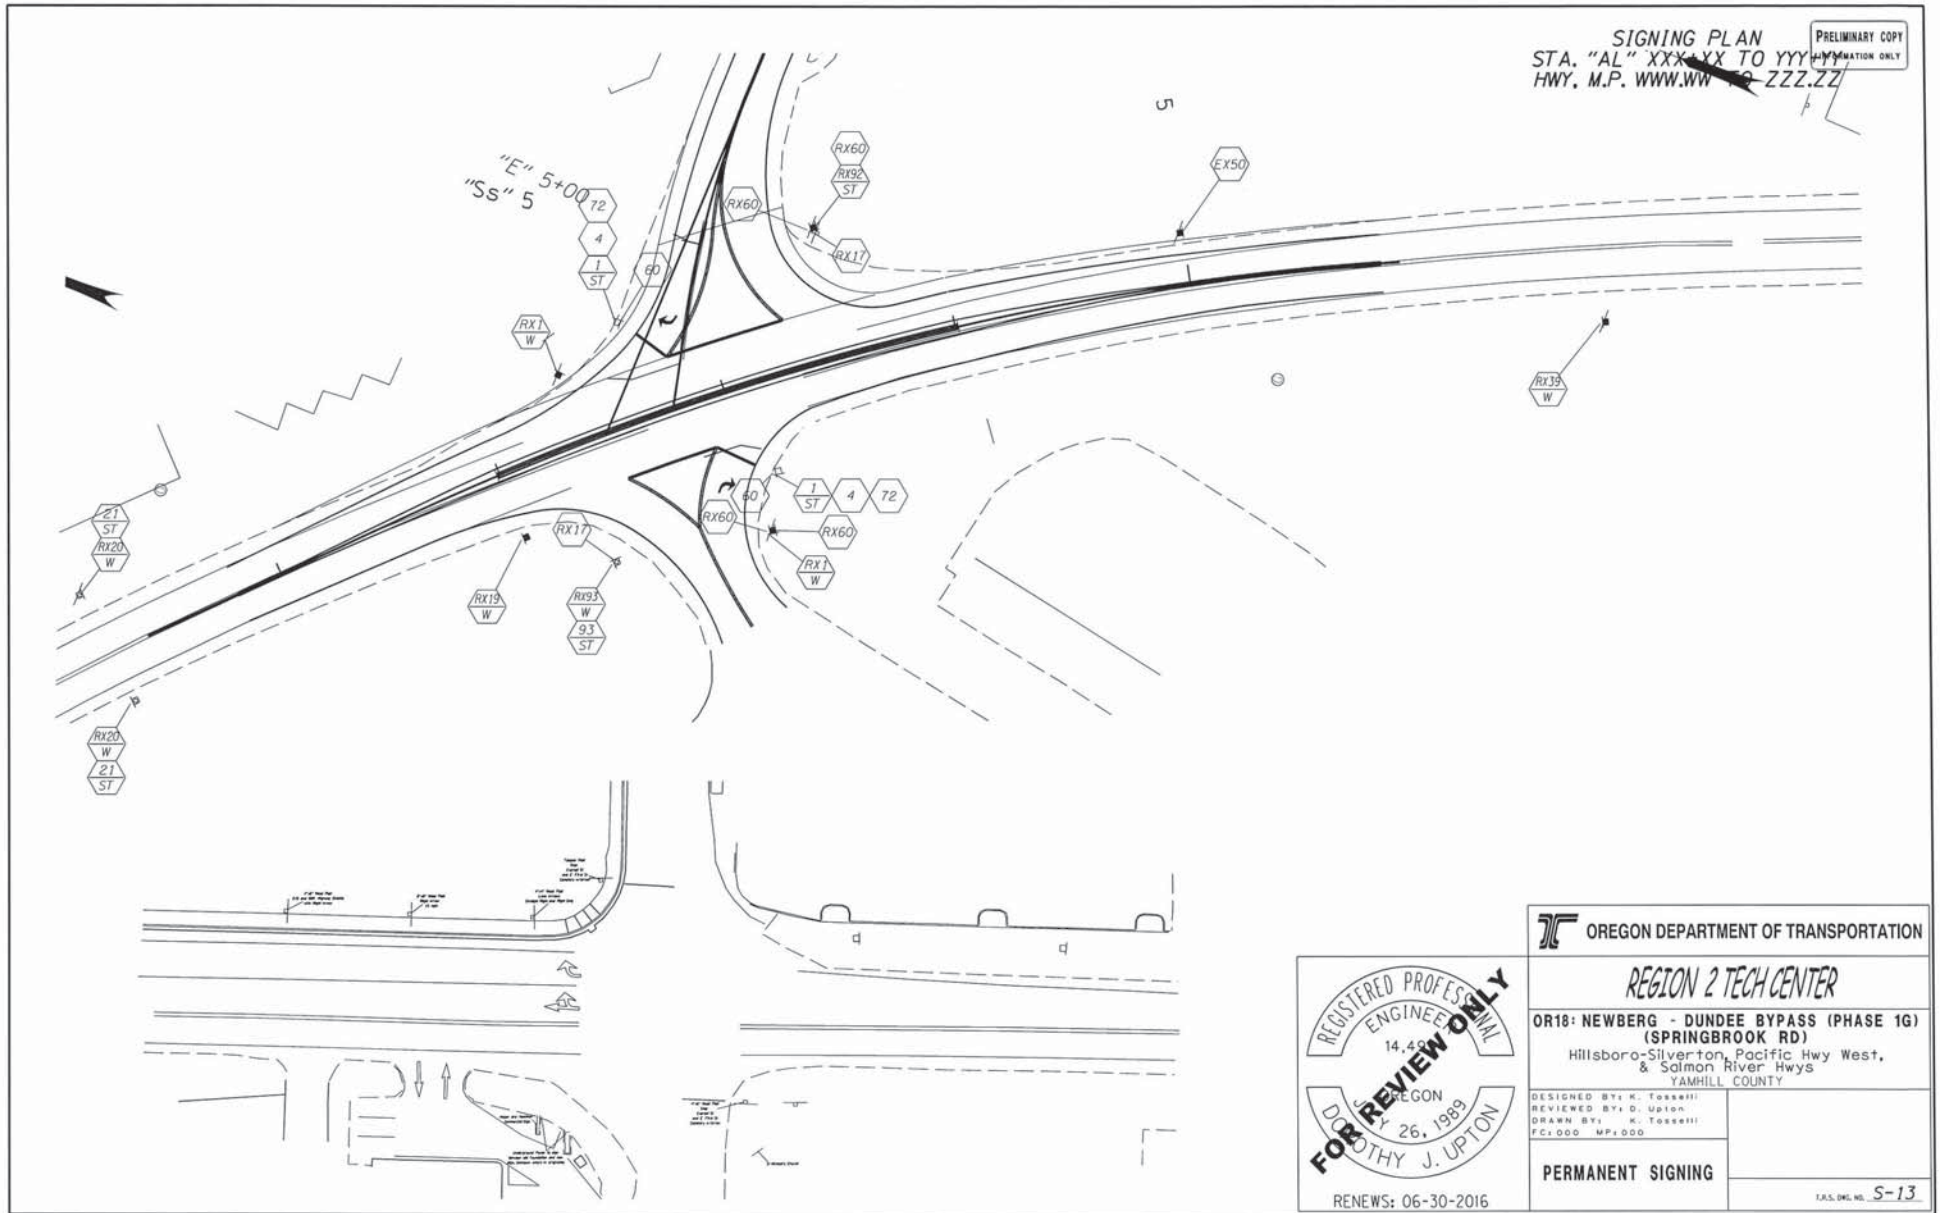 SIGNING PLAN
STA. "AL" XXX+XX TO YYY+YY
HWY. M.P. WWW.WW TO ZZZ.ZZ
PRELIMINARY COPY
INFORMATION ONLY
5
"E" 5+00
"Ss" 5
72
4
1
ST
60
RX1
W
RX60
RX60
RX92
ST
RX17
EX50
RX39
W
21
ST
RX20
W
RX17
RX19
W
RX93
W
93
ST
60
1
ST
4
72
RX60
RX60
RX1
W
RX20
W
21
ST
OREGON DEPARTMENT OF TRANSPORTATION
REGION 2 TECH CENTER
OR18: NEWBERG - DUNDEE BYPASS (PHASE 1G)
(SPRINGBROOK RD)
Hillsboro-Silverton, Pacific Hwy West,
& Salmon River Hwys
YAMHILL COUNTY
DESIGNED BY: K. Tosselli
REVIEWED BY: D. Upton
DRAWN BY: K. Tosselli
FC:000 MP:000
PERMANENT SIGNING
T.R.S. DWG. NO. S-13
REGISTERED PROFESSIONAL
ENGINEER
14,49
OREGON
26, 1989
DOROTHY J. UPTON
FOR REVIEW ONLY
RENEWS: 06-30-2016